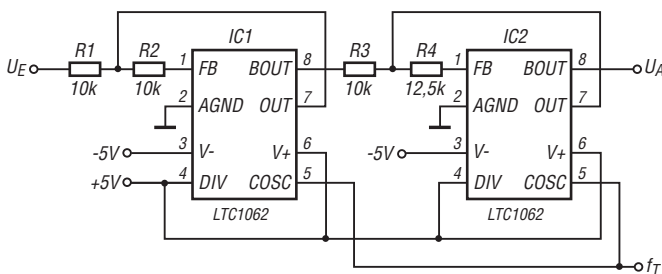 IC1 IC2
R1 R2 1 8 R3 R4 1 8
U_E FB BOUT FB BOUT U_A
10k 10k 2 7 10k 12,5k 2 7
AGND OUT AGND OUT
3 6 3 6
-5V V- V+ -5V V- V+
+5V 4 5 4 5
DIV COSC DIV COSC
LTC1062 LTC1062
f_T